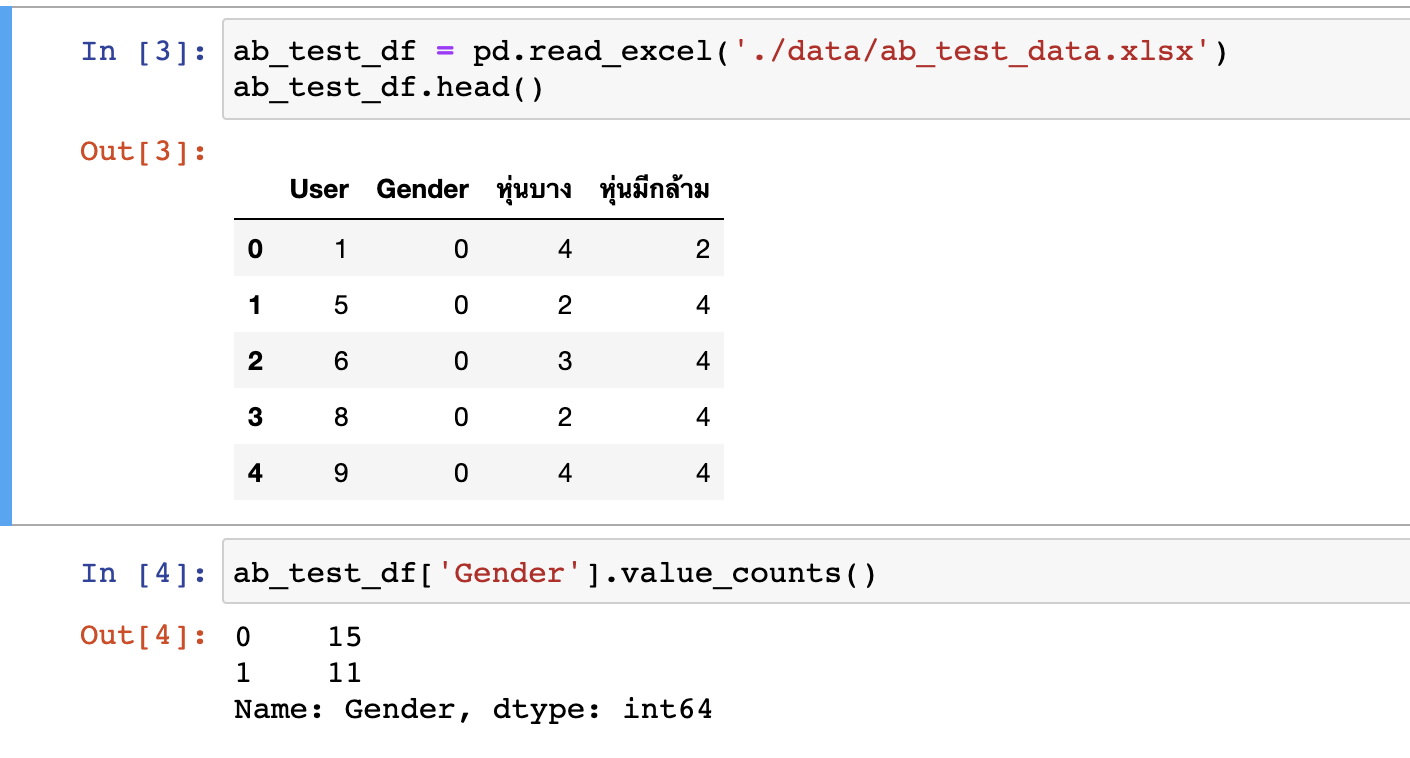 In [3]: ab_test_df = pd.read_excel('./data/ab_test_data.xlsx')
ab_test_df.head()
Out[3]:
User Gender หุ่นบาง หุ่นมีกล้าม
0 1 0 4 2
1 5 0 2 4
2 6 0 3 4
3 8 0 2 4
4 9 0 4 4
In [4]: ab_test_df['Gender'].value_counts()
Out[4]: 0 15
1 11
Name: Gender, dtype: int64